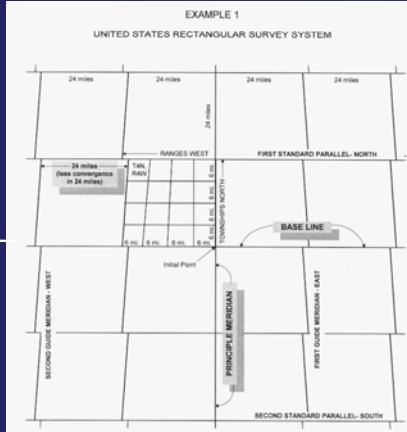 EXAMPLE 1
UNITED STATES RECTANGULAR SURVEY SYSTEM
24 miles
24 miles
24 miles
24 miles
24 miles
RANGES WEST
FIRST STANDARD PARALLEL- NORTH
24 miles
(less convergence
in 24 miles)
T4N,
R4W
6 mi.
6 mi.
6 mi.
6 mi.
TOWNSHIPS NORTH
BASE LINE
6 mi.
6 mi.
6 mi.
6 mi.
Initial Point
SECOND GUIDE MERIDIAN - WEST
PRINCIPLE MERIDIAN
FIRST GUIDE MERIDIAN - EAST
SECOND STANDARD PARALLEL- SOUTH